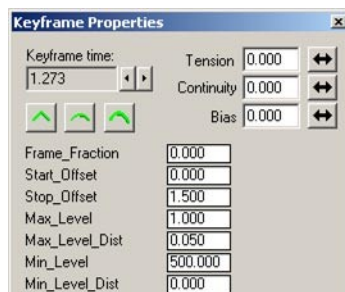 Keyframe Properties
Keyframe time:
1.273
Tension 0.000
Continuity 0.000
Bias 0.000
Frame_Fraction 0.000
Start_Offset 0.000
Stop_Offset 1.500
Max_Level 1.000
Max_Level_Dist 0.050
Min_Level 500.000
Min_Level_Dist 0.000